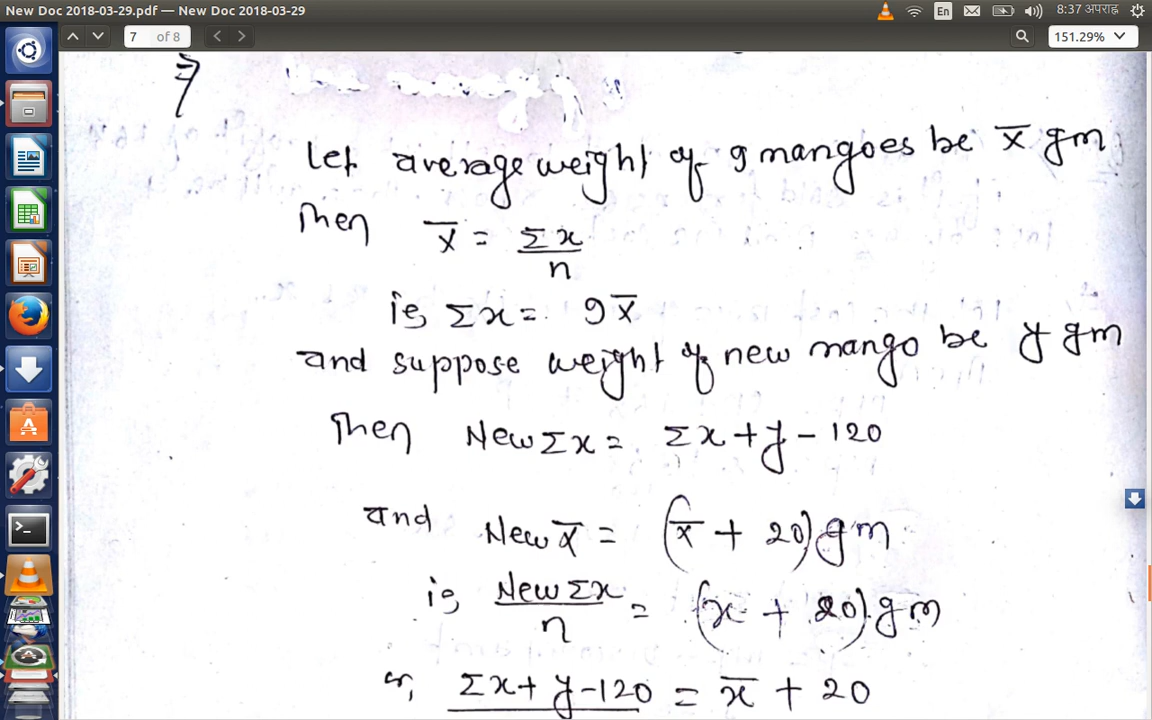 New Doc 2018-03-29.pdf — New Doc 2018-03-29
En
8:37 अपराह्न
7 of 8
151.29%
Let average weight of 9 mangoes be x̅ gm
Then x̅ = Σx/n
ie, Σx = 9x̅
and suppose weight of new mango be y gm
Then New Σx = Σx + y - 120
and New x̅ = (x̅ + 20) gm
ie, New Σx/n = (x̅ + 20) gm
or, Σx + y - 120 = x̅ + 20